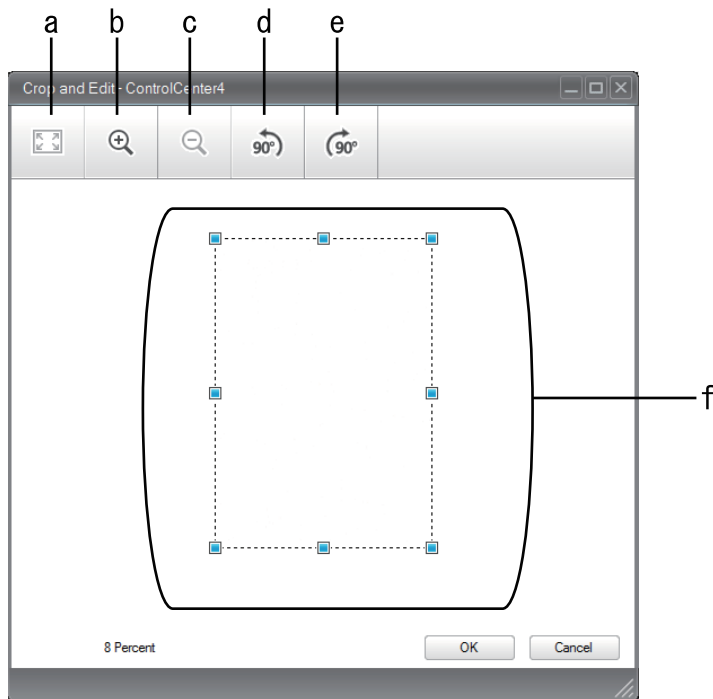 a b c d e
Crop and Edit - ControlCenter4
90° 90°
f
8 Percent OK Cancel